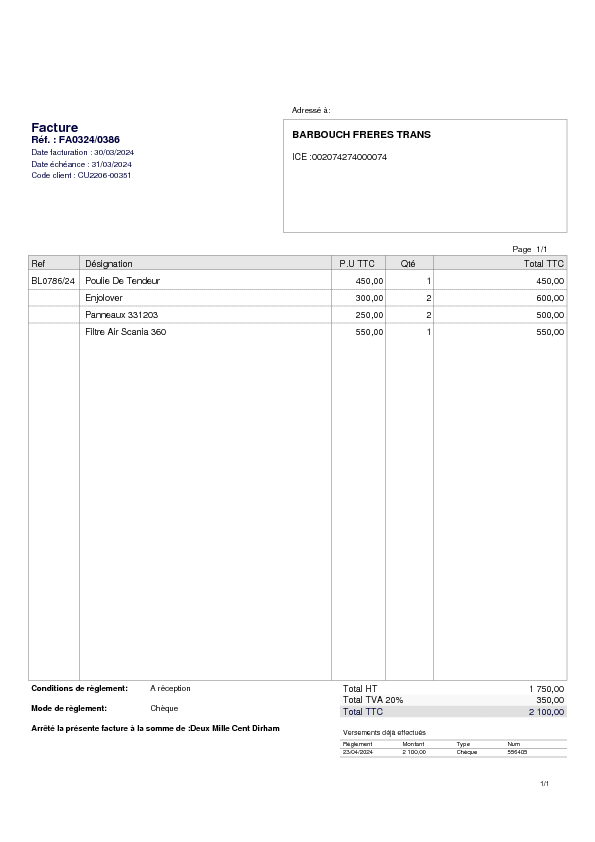 Adressé à:
Facture
Réf. : FA0324/0386
Date facturation : 30/03/2024
Date échéance : 31/03/2024
Code client : CU2206-00351
BARBOUCH FRERES TRANS
ICE :002074274000074
Page 1/1
Ref Désignation P.U TTC Qté Total TTC
BL0786/24 Poulie De Tendeur 450,00 1 450,00
Enjolover 300,00 2 600,00
Panneaux 331203 250,00 2 500,00
Filtre Air Scania 360 550,00 1 550,00
Conditions de règlement: A réception
Total HT 1 750,00
Total TVA 20% 350,00
Mode de règlement: Chèque
Total TTC 2 100,00
Arrêté la présente facture à la somme de :Deux Mille Cent Dirham
Versements déjà effectués
Règlement Montant Type Num
23/04/2024 2 100,00 Chèque
1/1